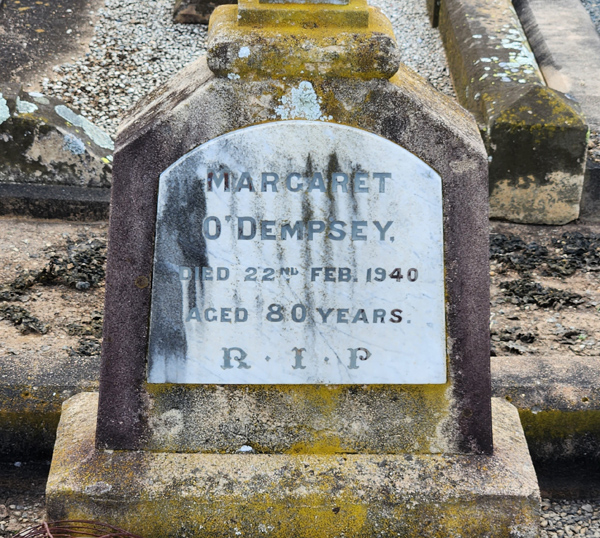 MARGARET
O'DEMPSEY,
DIED 22ND FEB. 1940
AGED 80 YEARS.
R · I · P